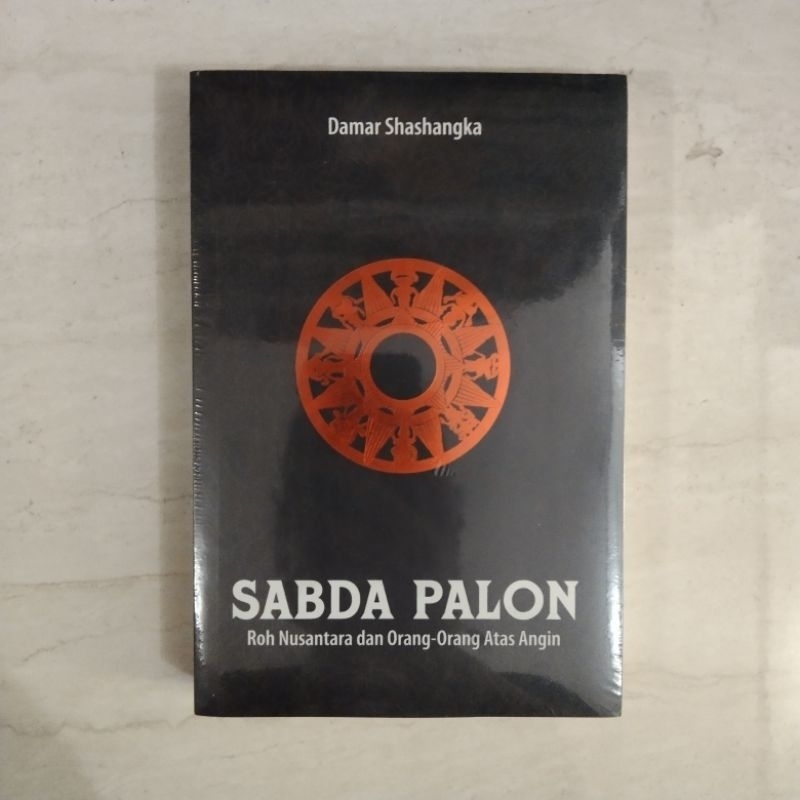 Damar Shashangka
SABDA PALON
Roh Nusantara dan Orang-Orang Atas Angin